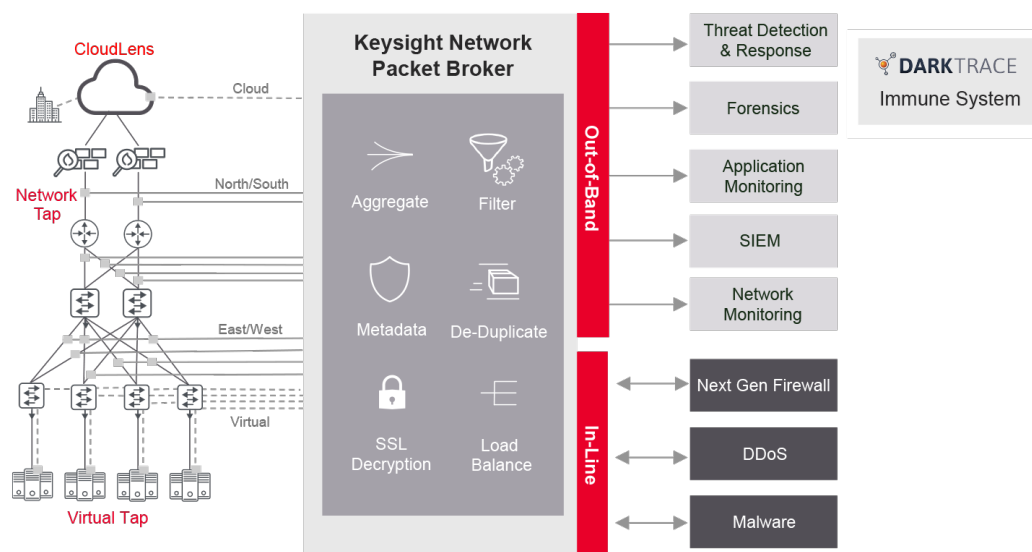 CloudLens
Cloud
North/South
Network
Tap
East/West
Virtual
Virtual Tap
Keysight Network
Packet Broker
Aggregate
Filter
Metadata
De-Duplicate
SSL
Decryption
Load
Balance
Out-of-Band
In-Line
Threat Detection
& Response
Forensics
Application
Monitoring
SIEM
Network
Monitoring
Next Gen Firewall
DDoS
Malware
DARKTRACE
Immune System